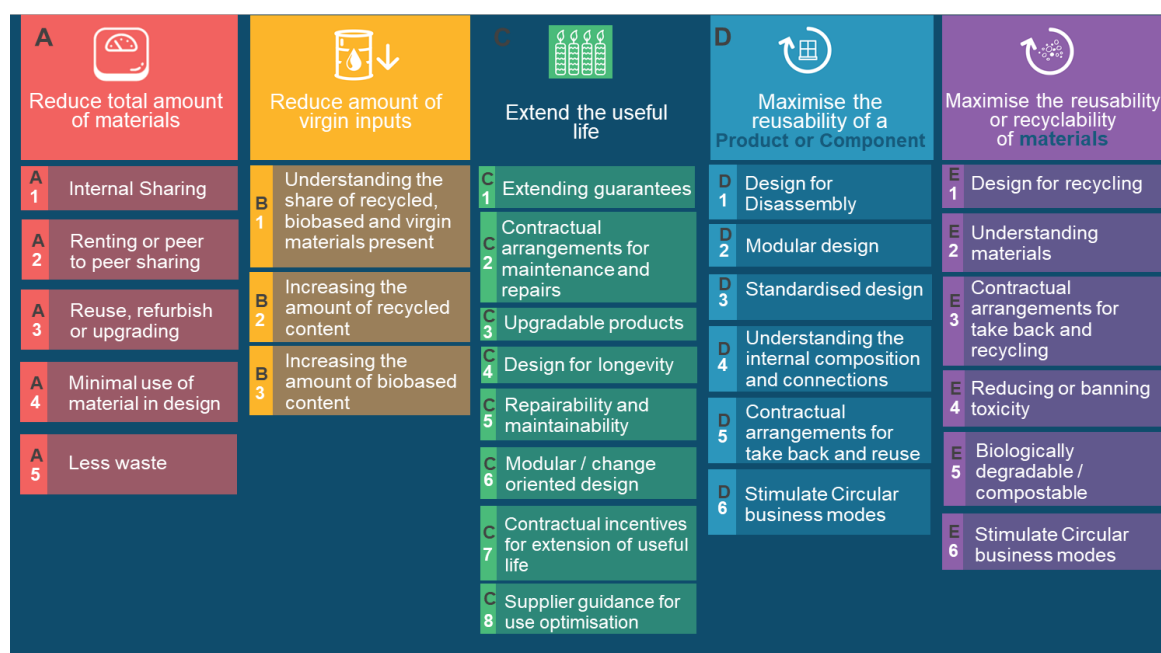 A
Reduce total amount
of materials
A
1
Internal Sharing
A
2
Renting or peer
to peer sharing
A
3
Reuse, refurbish
or upgrading
A
4
Minimal use of
material in design
A
5
Less waste
Reduce amount of
virgin inputs
B
1
Understanding the
share of recycled,
biobased and virgin
materials present
B
2
Increasing the
amount of recycled
content
B
3
Increasing the
amount of biobased
content
C
Extend the useful
life
C
1
Extending guarantees
C
2
Contractual
arrangements for
maintenance and
repairs
C
3
Upgradable products
C
4
Design for longevity
C
5
Repairability and
maintainability
C
6
Modular / change
oriented design
C
7
Contractual incentives
for extension of useful
life
C
8
Supplier guidance for
use optimisation
D
Maximise the
reusability of a
Product or Component
D
1
Design for
Disassembly
D
2
Modular design
D
3
Standardised design
D
4
Understanding the
internal composition
and connections
D
5
Contractual
arrangements for
take back and reuse
D
6
Stimulate Circular
business modes
Maximise the reusability
or recyclability
of materials
E
1
Design for recycling
E
2
Understanding
materials
E
3
Contractual
arrangements for
take back and
recycling
E
4
Reducing or banning
toxicity
E
5
Biologically
degradable /
compostable
E
6
Stimulate Circular
business modes